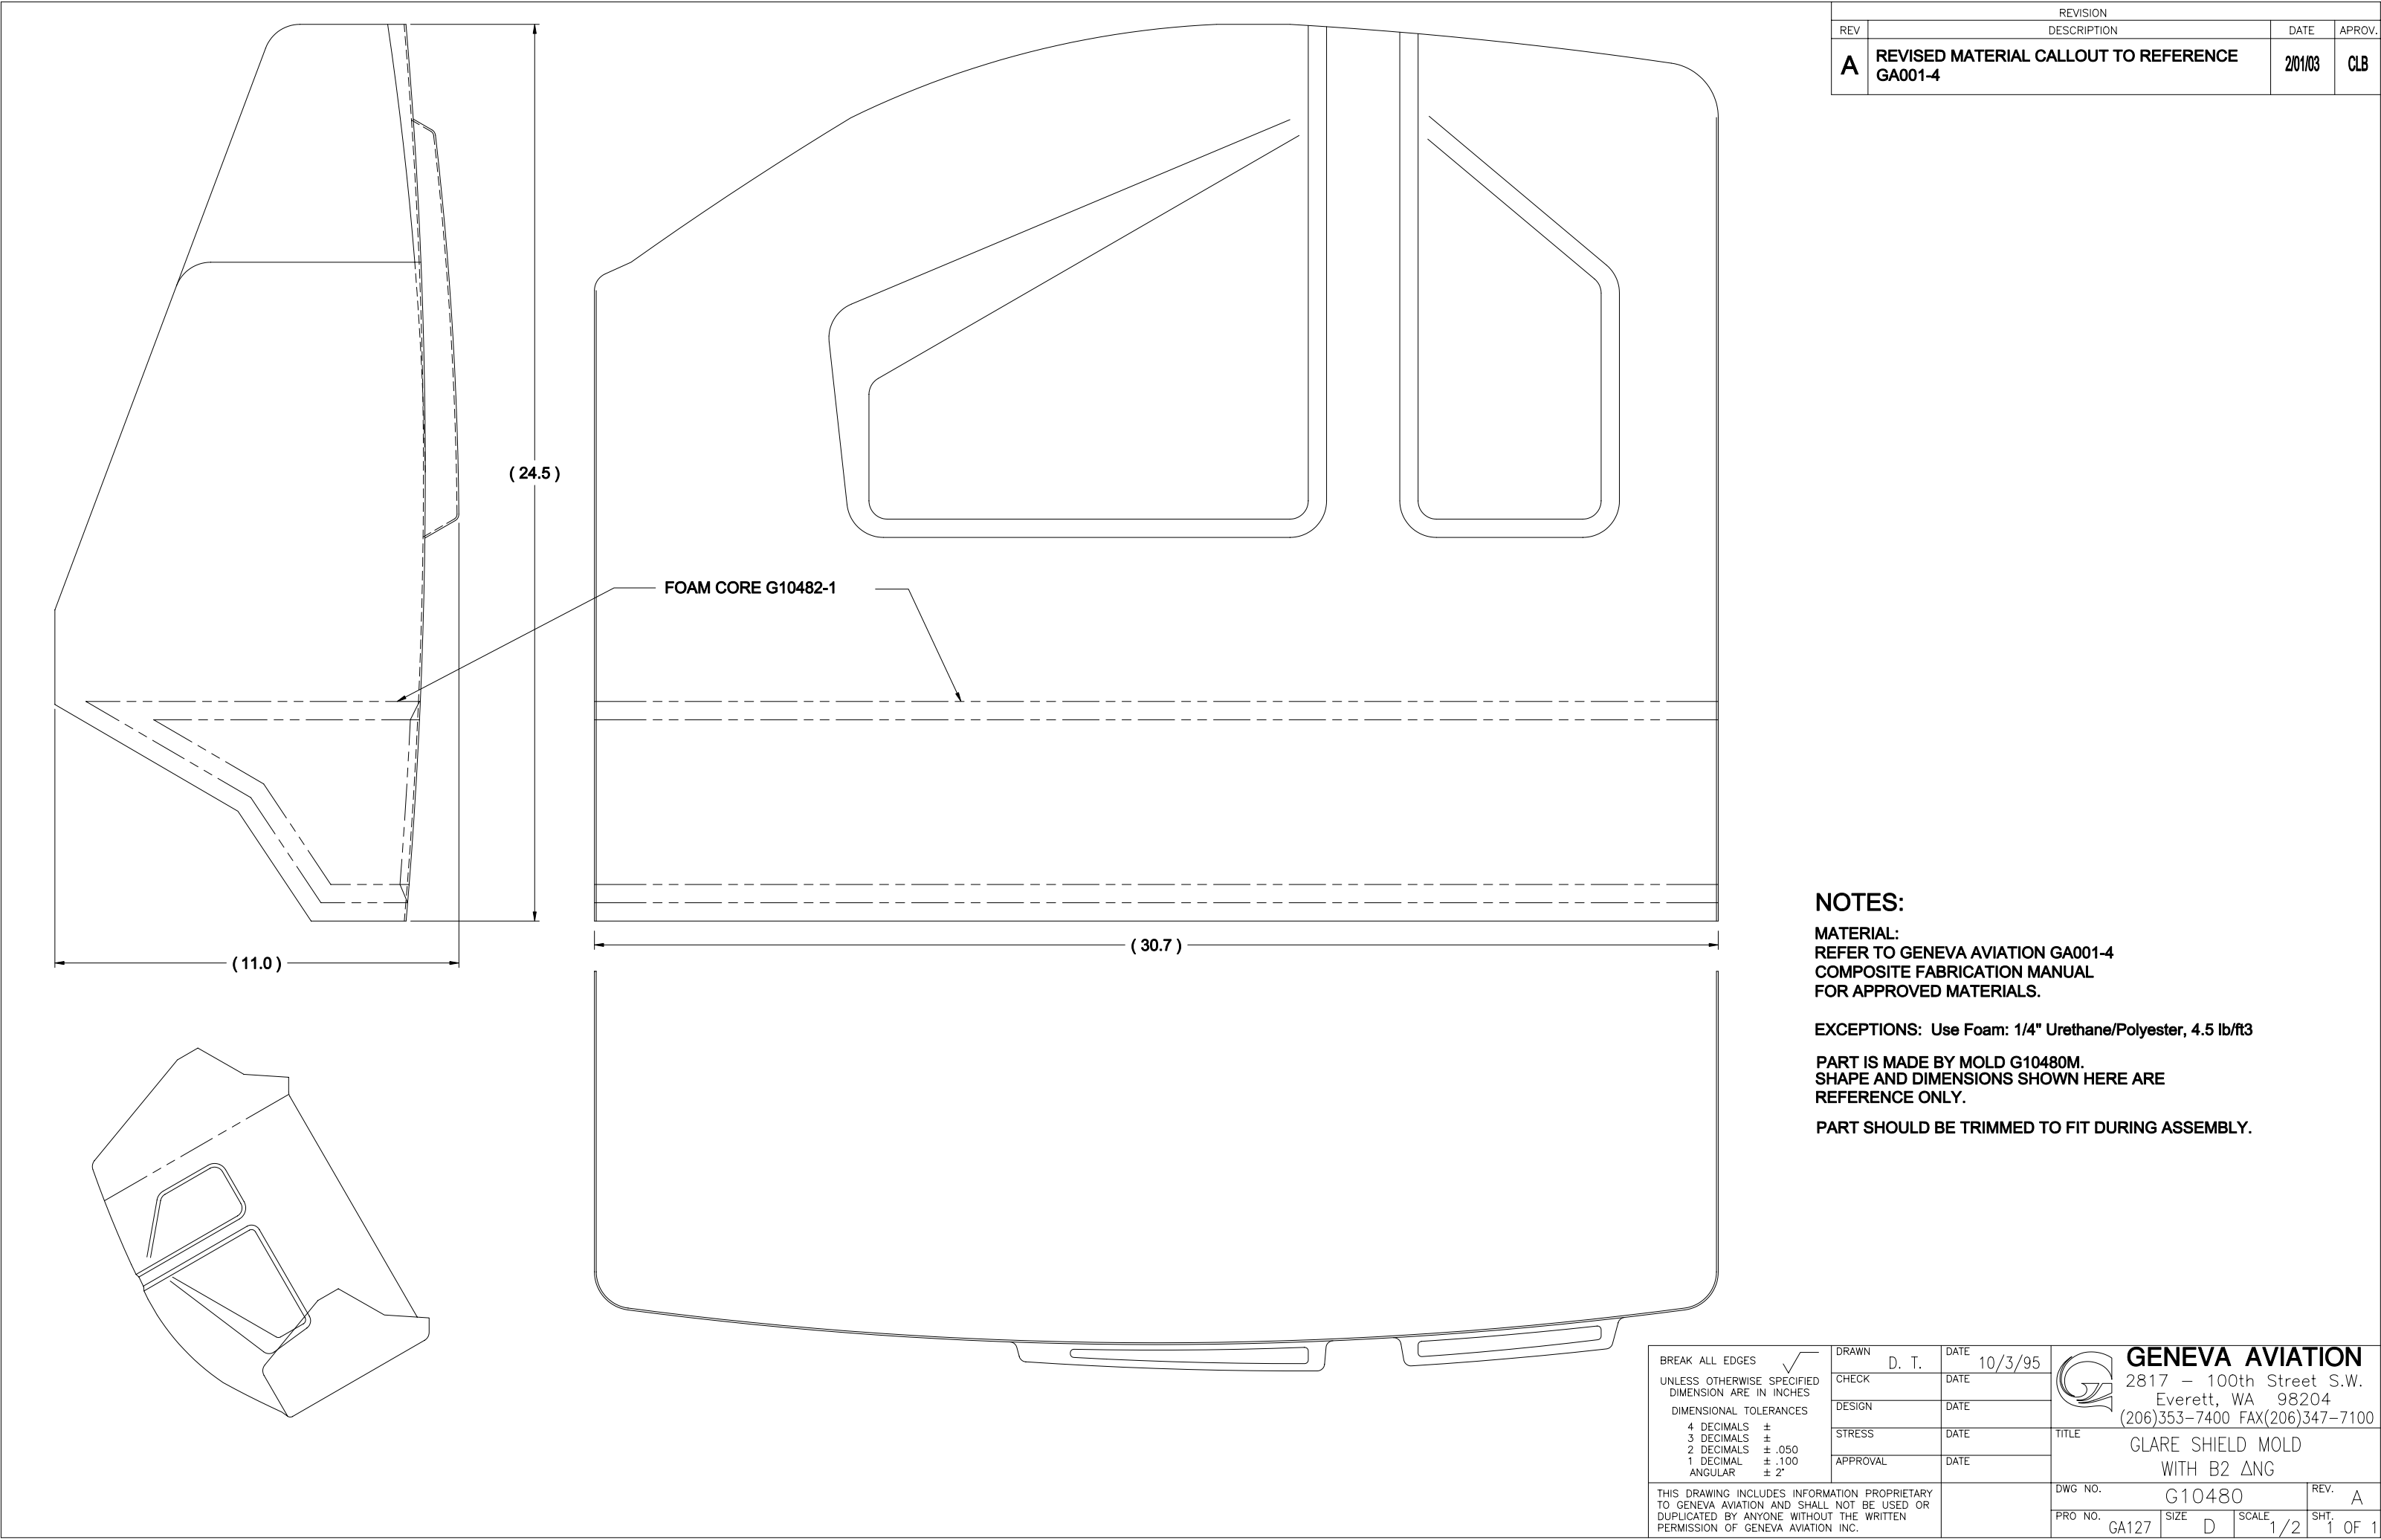 REVISION
REV DESCRIPTION DATE APROV.
A REVISED MATERIAL CALLOUT TO REFERENCE GA001-4 2/01/03 CLB
( 24.5 )
FOAM CORE G10482-1
( 11.0 )
( 30.7 )
NOTES:
MATERIAL:
REFER TO GENEVA AVIATION GA001-4
COMPOSITE FABRICATION MANUAL
FOR APPROVED MATERIALS.
EXCEPTIONS: Use Foam: 1/4" Urethane/Polyester, 4.5 lb/ft3
PART IS MADE BY MOLD G10480M.
SHAPE AND DIMENSIONS SHOWN HERE ARE
REFERENCE ONLY.
PART SHOULD BE TRIMMED TO FIT DURING ASSEMBLY.
BREAK ALL EDGES
UNLESS OTHERWISE SPECIFIED
DIMENSION ARE IN INCHES
DIMENSIONAL TOLERANCES
4 DECIMALS ±
3 DECIMALS ±
2 DECIMALS ± .050
1 DECIMAL ± .100
ANGULAR ± 2°
THIS DRAWING INCLUDES INFORMATION PROPRIETARY
TO GENEVA AVIATION AND SHALL NOT BE USED OR
DUPLICATED BY ANYONE WITHOUT THE WRITTEN
PERMISSION OF GENEVA AVIATION INC.
DRAWN D. T. DATE 10/3/95
CHECK DATE
DESIGN DATE
STRESS DATE
APPROVAL DATE
GENEVA AVIATION
2817 – 100th Street S.W.
Everett, WA 98204
(206)353–7400 FAX(206)347–7100
TITLE
GLARE SHIELD MOLD
WITH B2 ΔNG
DWG NO. G10480 REV. A
PRO NO. GA127 SIZE D SCALE 1/2 SHT. 1 OF 1